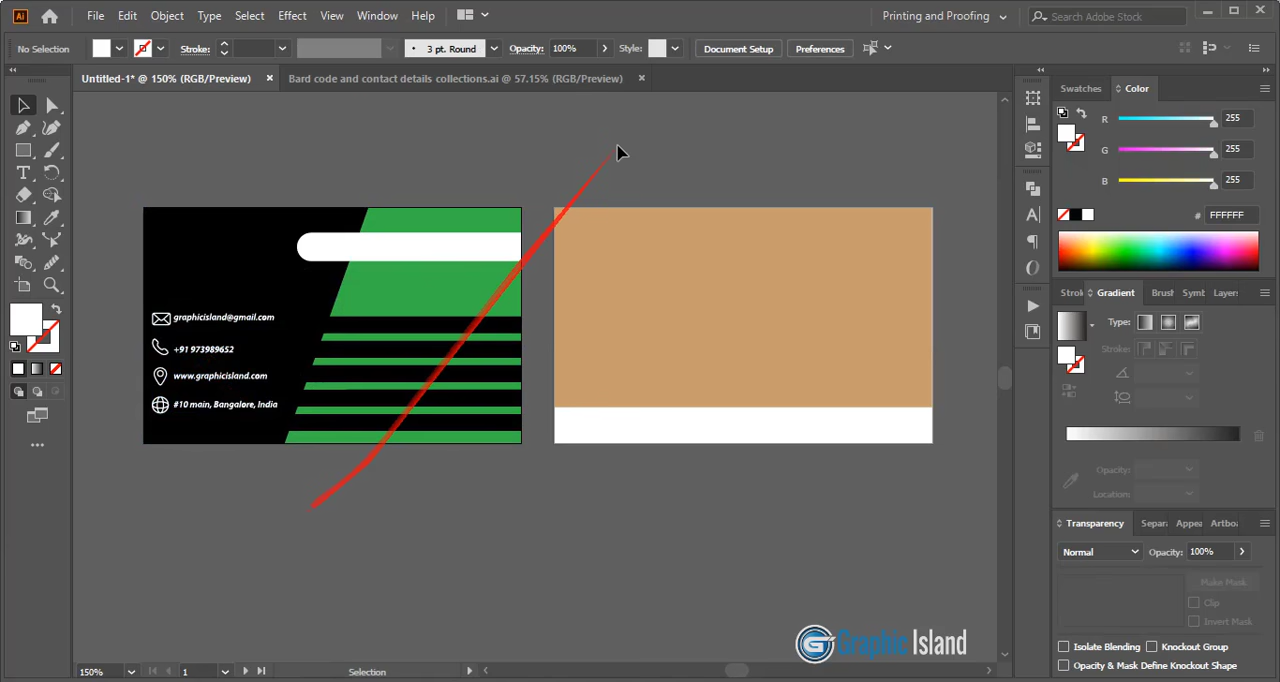 Ai File Edit Object Type Select Effect View Window Help Printing and Proofing Search Adobe Stock
No Selection Stroke: 3 pt. Round Opacity: 100% Style: Document Setup Preferences
Untitled-1* @ 150% (RGB/Preview) Bard code and contact details collections.ai @ 57.15% (RGB/Preview)
Swatches Color
R 255
G 255
B 255
# FFFFFF
graphicisland@gmail.com
+91 973989652
www.graphicisland.com
#10 main, Bangalore, India
Strok Gradient Brush Symt Layers
Type:
Stroke:
Opacity:
Location:
Transparency Separ Appea Artboa
Normal Opacity: 100%
Make Mask
Clip
Invert Mask
Isolate Blending Knockout Group
Opacity & Mask Define Knockout Shape
Graphic Island
150% 1 Selection